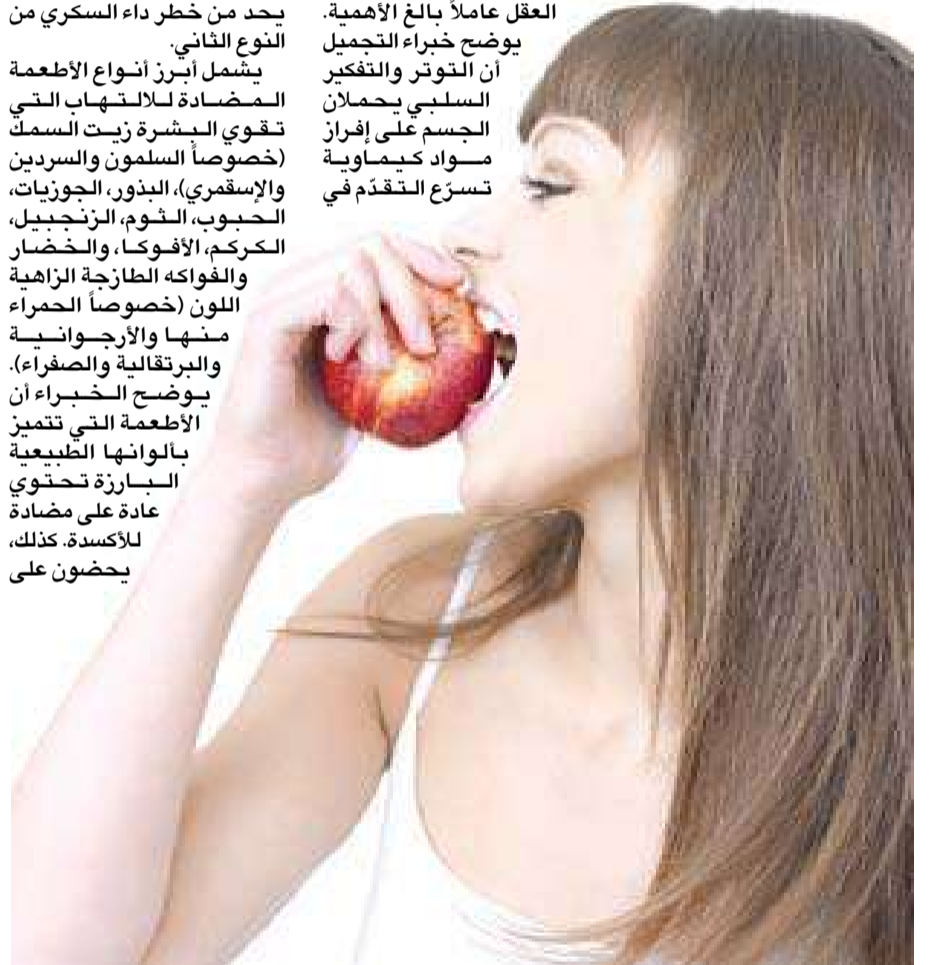 العقل عاملاً بالغ الأهمية.
يوضح خبراء التجميل
أن التوتر والتفكير
السلبي يحملان
الجسم على إفراز
مواد كيماوية
تسرّع التقدّم في
يحد من خطر داء السكري من
النوع الثاني.
يشمل أبرز أنواع الأطعمة
المضادة للالتهاب التي
تقوي البشرة زيت السمك
(خصوصاً السلمون والسردين
والإسقمري)، البذور، الجوزيات،
الحبوب، الثوم، الزنجبيل،
الكركم، الأفوكا، والخضار
والفواكه الطازجة الزاهية
اللون (خصوصاً الحمراء
منها والأرجوانية
والبرتقالية والصفراء).
يوضح الخبراء أن
الأطعمة التي تتميز
بألوانها الطبيعية
البارزة تحتوي
عادة على مضادة
للأكسدة. كذلك،
يحضون على